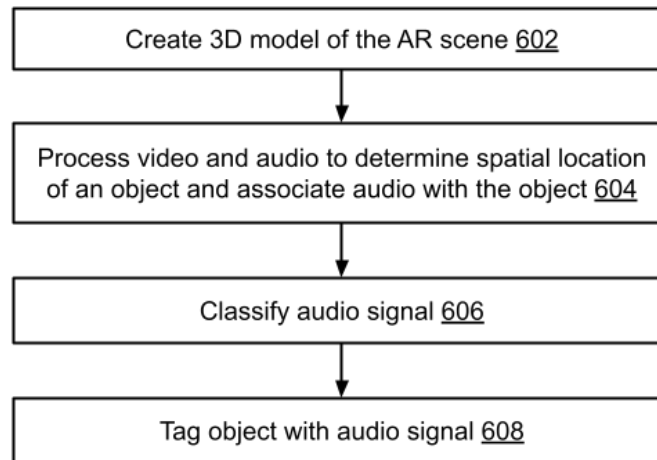 Create 3D model of the AR scene 602
Process video and audio to determine spatial location
of an object and associate audio with the object 604
Classify audio signal 606
Tag object with audio signal 608